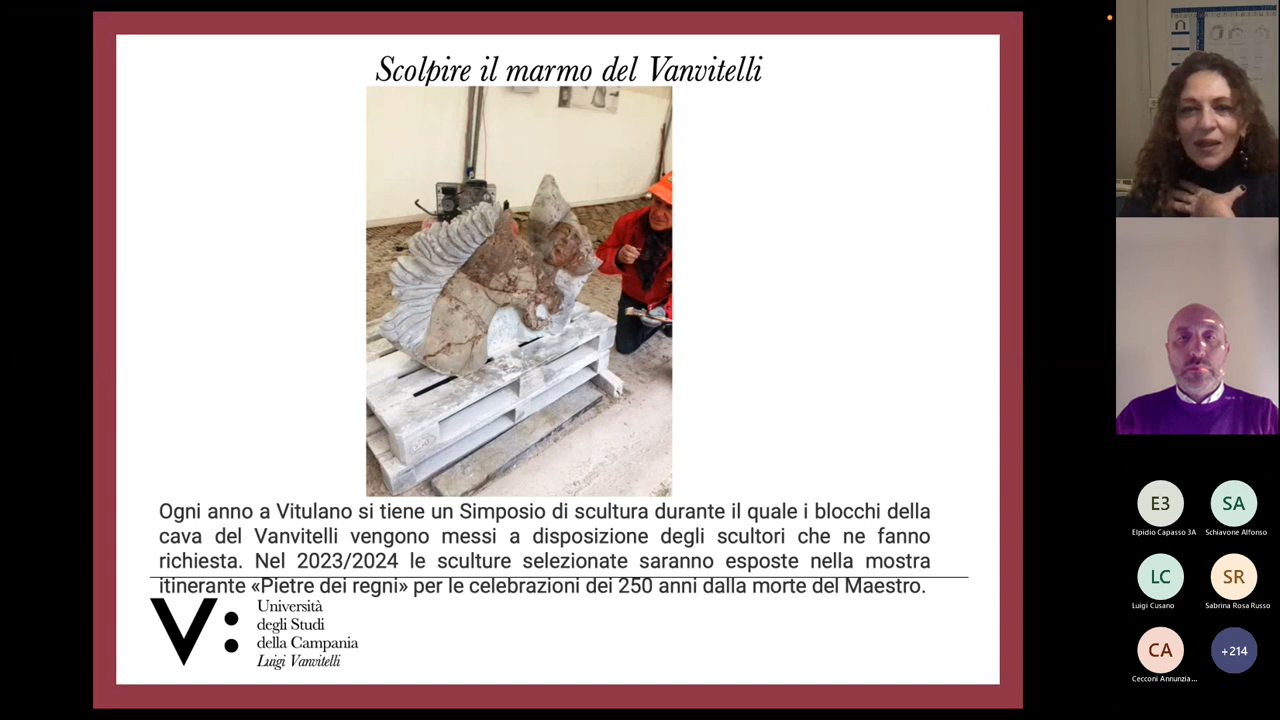 Scolpire il marmo del Vanvitelli
Ogni anno a Vitulano si tiene un Simposio di scultura durante il quale i blocchi della
cava del Vanvitelli vengono messi a disposizione degli scultori che ne fanno
richiesta. Nel 2023/2024 le sculture selezionate saranno esposte nella mostra
itinerante «Pietre dei regni» per le celebrazioni dei 250 anni dalla morte del Maestro.
V:
Università
degli Studi
della Campania
Luigi Vanvitelli
E3
SA
Elpidio Capasso 3A
Schiavone Alfonso
LC
SR
Luigi Cusano
Sabrina Rosa Russo
CA
+214
Cecconi Annunzia...